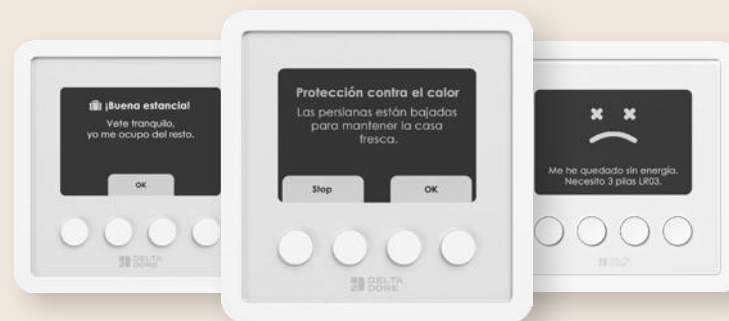 ¡Buena estancia!
Vete tranquilo,
yo me ocupo del resto.
OK
DELTA
DORE
Protección contra el calor
Las persianas están bajadas
para mantener la casa
fresca.
Stop
OK
DELTA
DORE
Me he quedado sin energía.
Necesito 3 pilas LR03.
DELTA
DORE